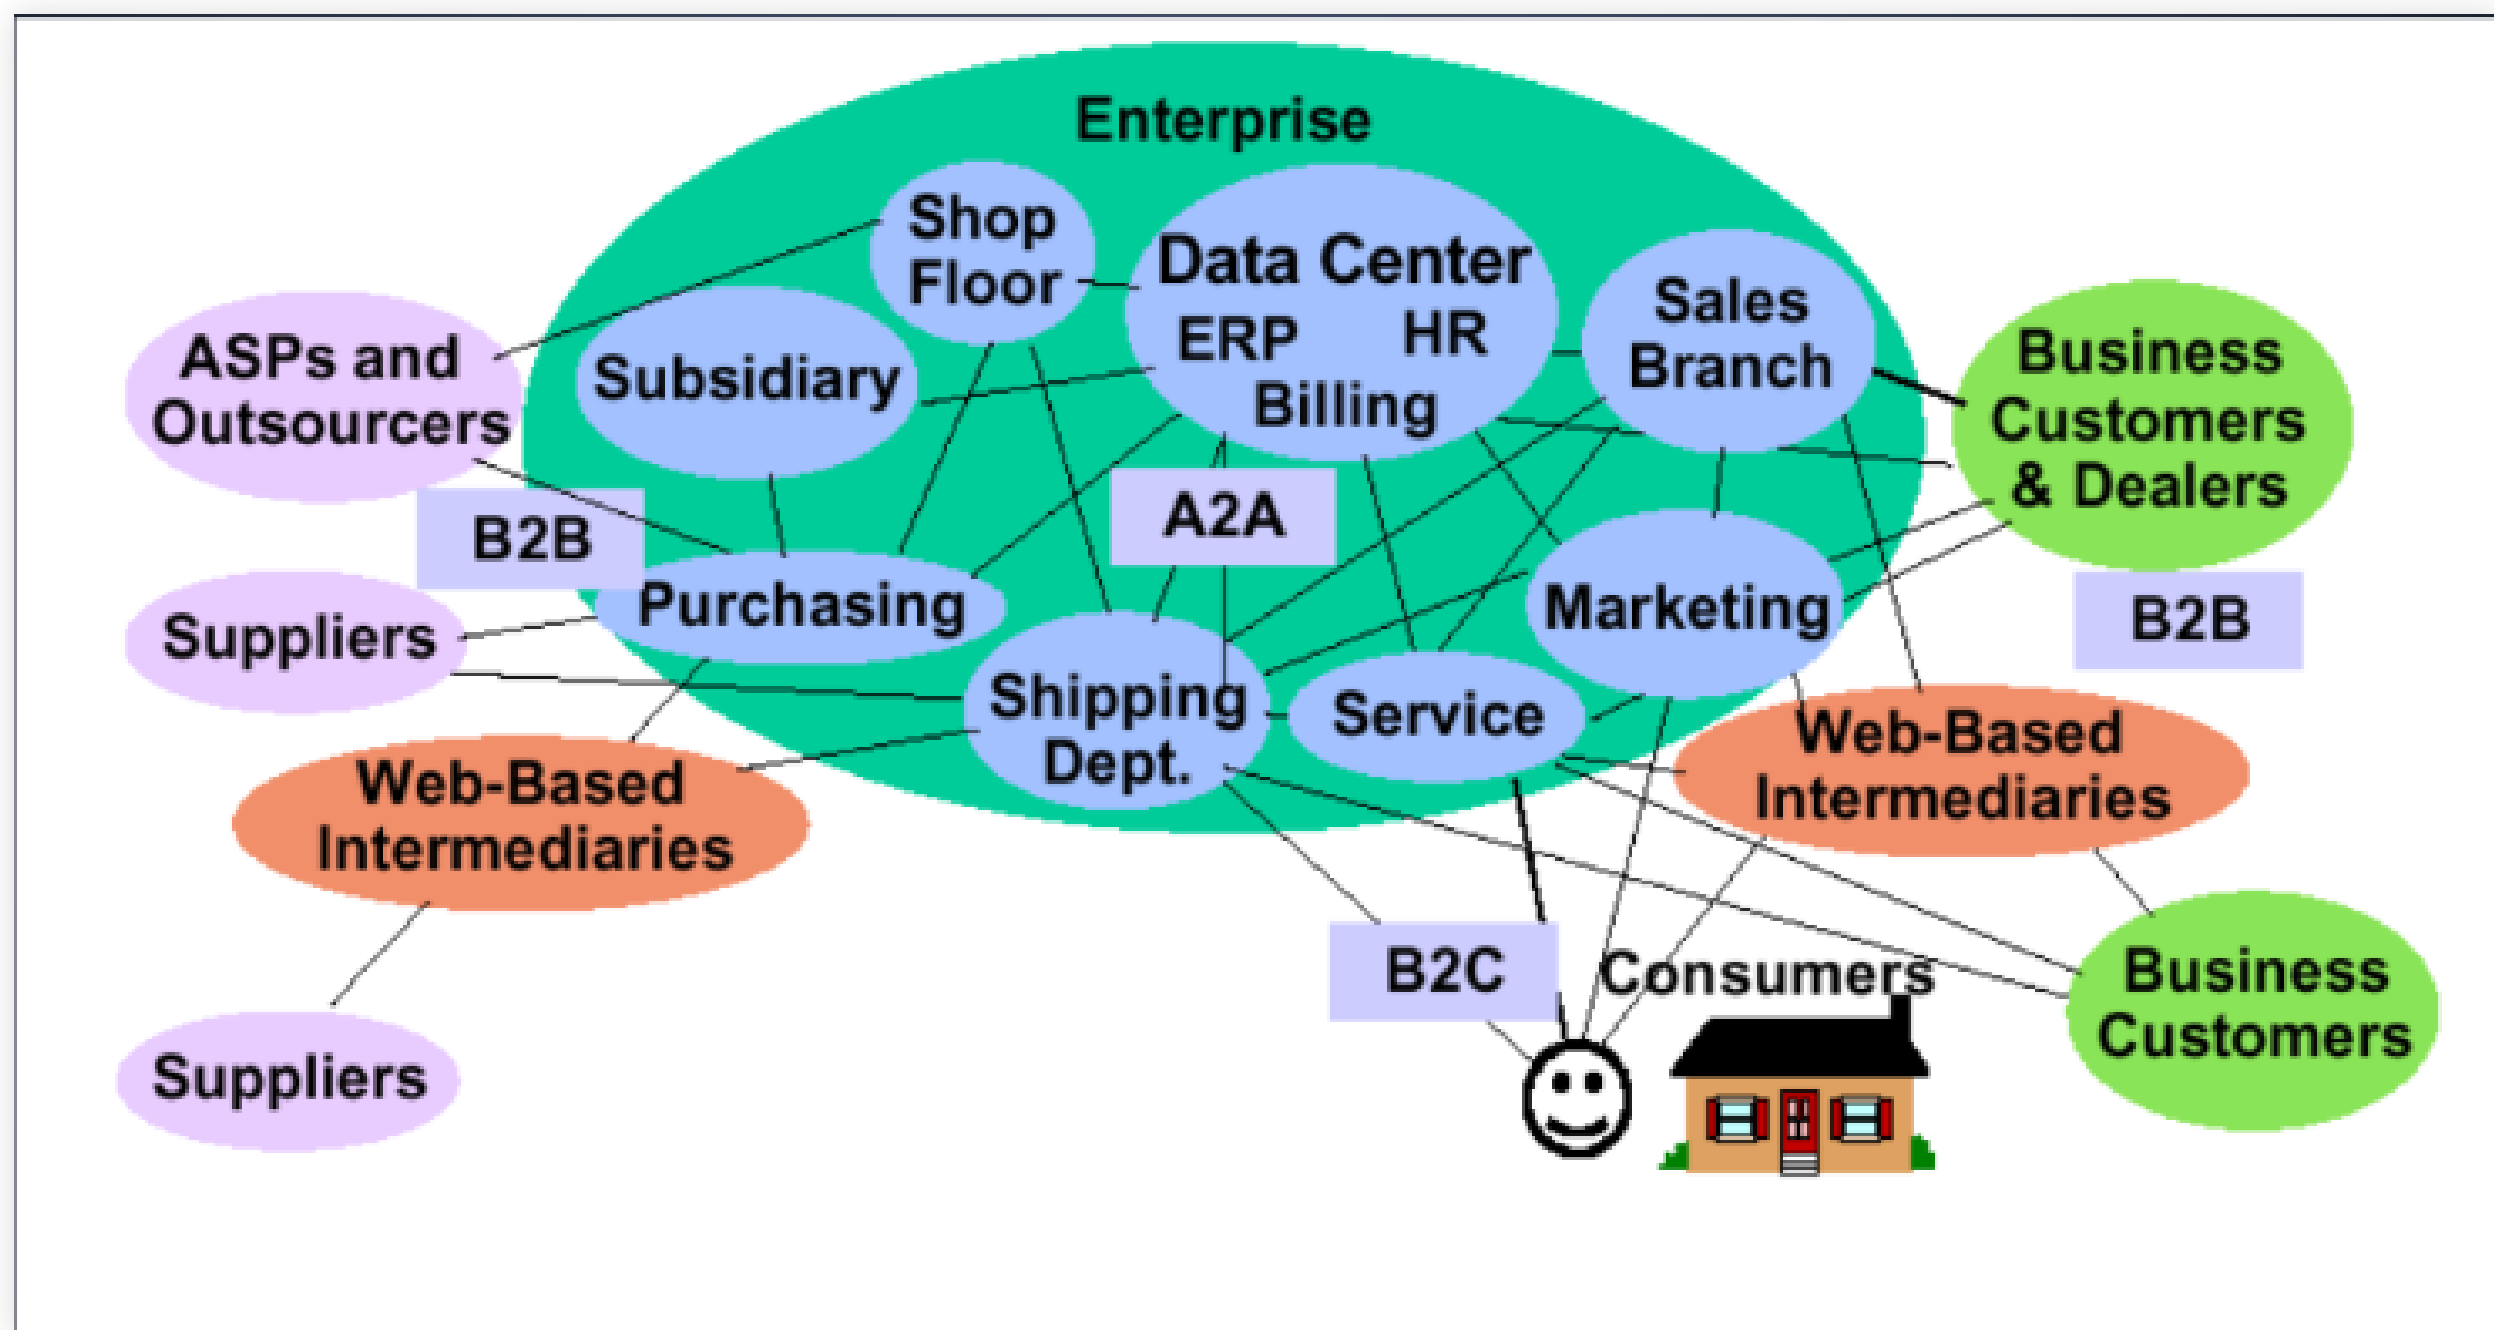 Enterprise
Shop
Floor
Data Center
ERP HR
Billing
Sales
Branch
Subsidiary
ASPs and
Outsourcers
Business
Customers
& Dealers
B2B
A2A
Purchasing
Marketing
B2B
Suppliers
Shipping
Dept.
Service
Web-Based
Intermediaries
Web-Based
Intermediaries
B2C
Consumers
Business
Customers
Suppliers